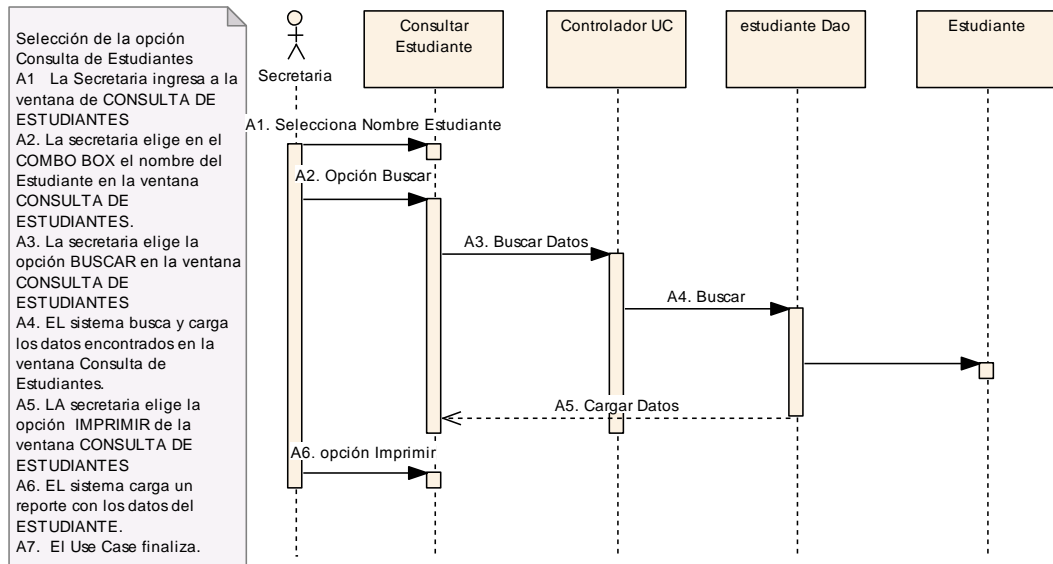 Selección de la opción
Consulta de Estudiantes
A1 La Secretaria ingresa a la
ventana de CONSULTA DE
ESTUDIANTES
A2. La secretaria elige en el
COMBO BOX el nombre del
Estudiante en la ventana
CONSULTA DE
ESTUDIANTES.
A3. La secretaria elige la
opción BUSCAR en la ventana
CONSULTA DE
ESTUDIANTES
A4. EL sistema busca y carga
los datos encontrados en la
ventana Consulta de
Estudiantes.
A5. LA secretaria elige la
opción IMPRIMIR de la
ventana CONSULTA DE
ESTUDIANTES
A6. EL sistema carga un
reporte con los datos del
ESTUDIANTE.
A7. El Use Case finaliza.
Secretaria
Consultar
Estudiante
Controlador UC
estudiante Dao
Estudiante
A1. Selecciona Nombre Estudiante
A2. Opción Buscar
A3. Buscar Datos
A4. Buscar
A5. Cargar Datos
A6. opción Imprimir